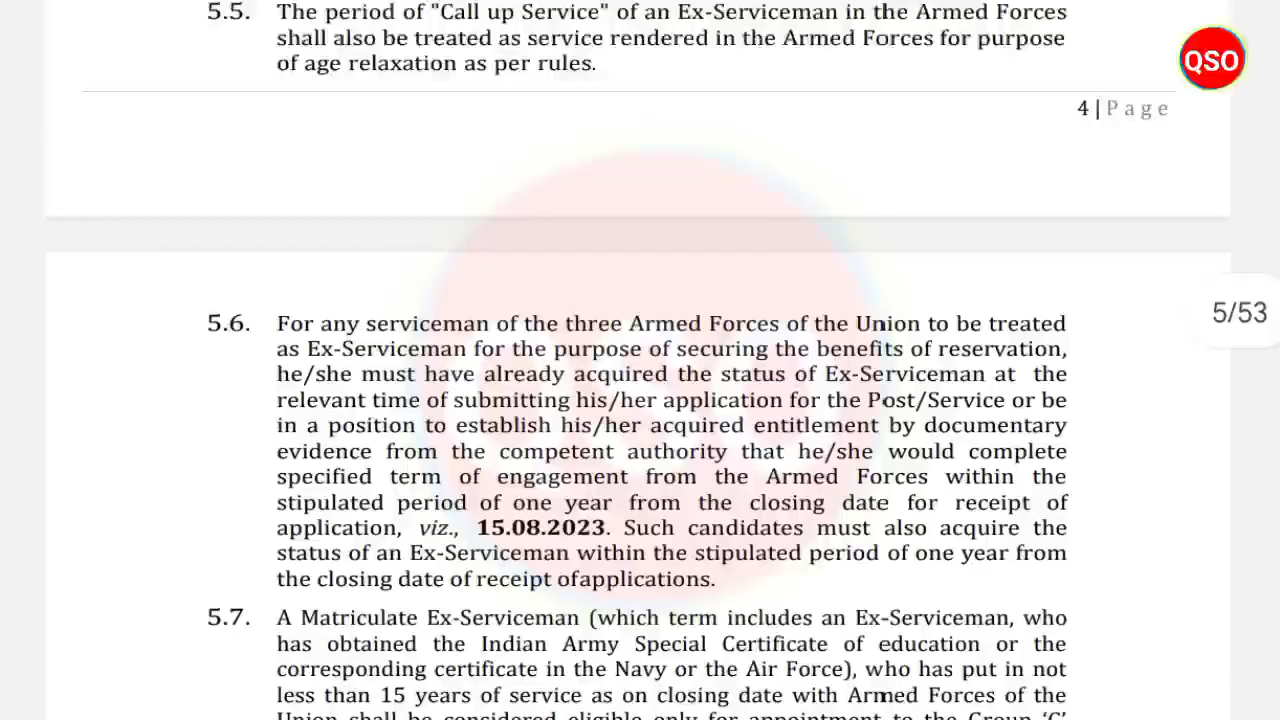 5.5. The period of "Call up Service" of an Ex-Serviceman in the Armed Forces
shall also be treated as service rendered in the Armed Forces for purpose
of age relaxation as per rules.
QSO
4 | P a g e
5/53
5.6. For any serviceman of the three Armed Forces of the Union to be treated
as Ex-Serviceman for the purpose of securing the benefits of reservation,
he/she must have already acquired the status of Ex-Serviceman at the
relevant time of submitting his/her application for the Post/Service or be
in a position to establish his/her acquired entitlement by documentary
evidence from the competent authority that he/she would complete
specified term of engagement from the Armed Forces within the
stipulated period of one year from the closing date for receipt of
application, viz., 15.08.2023. Such candidates must also acquire the
status of an Ex-Serviceman within the stipulated period of one year from
the closing date of receipt ofapplications.
5.7. A Matriculate Ex-Serviceman (which term includes an Ex-Serviceman, who
has obtained the Indian Army Special Certificate of education or the
corresponding certificate in the Navy or the Air Force), who has put in not
less than 15 years of service as on closing date with Armed Forces of the
Union shall be considered eligible only for appointment to the Group 'C'